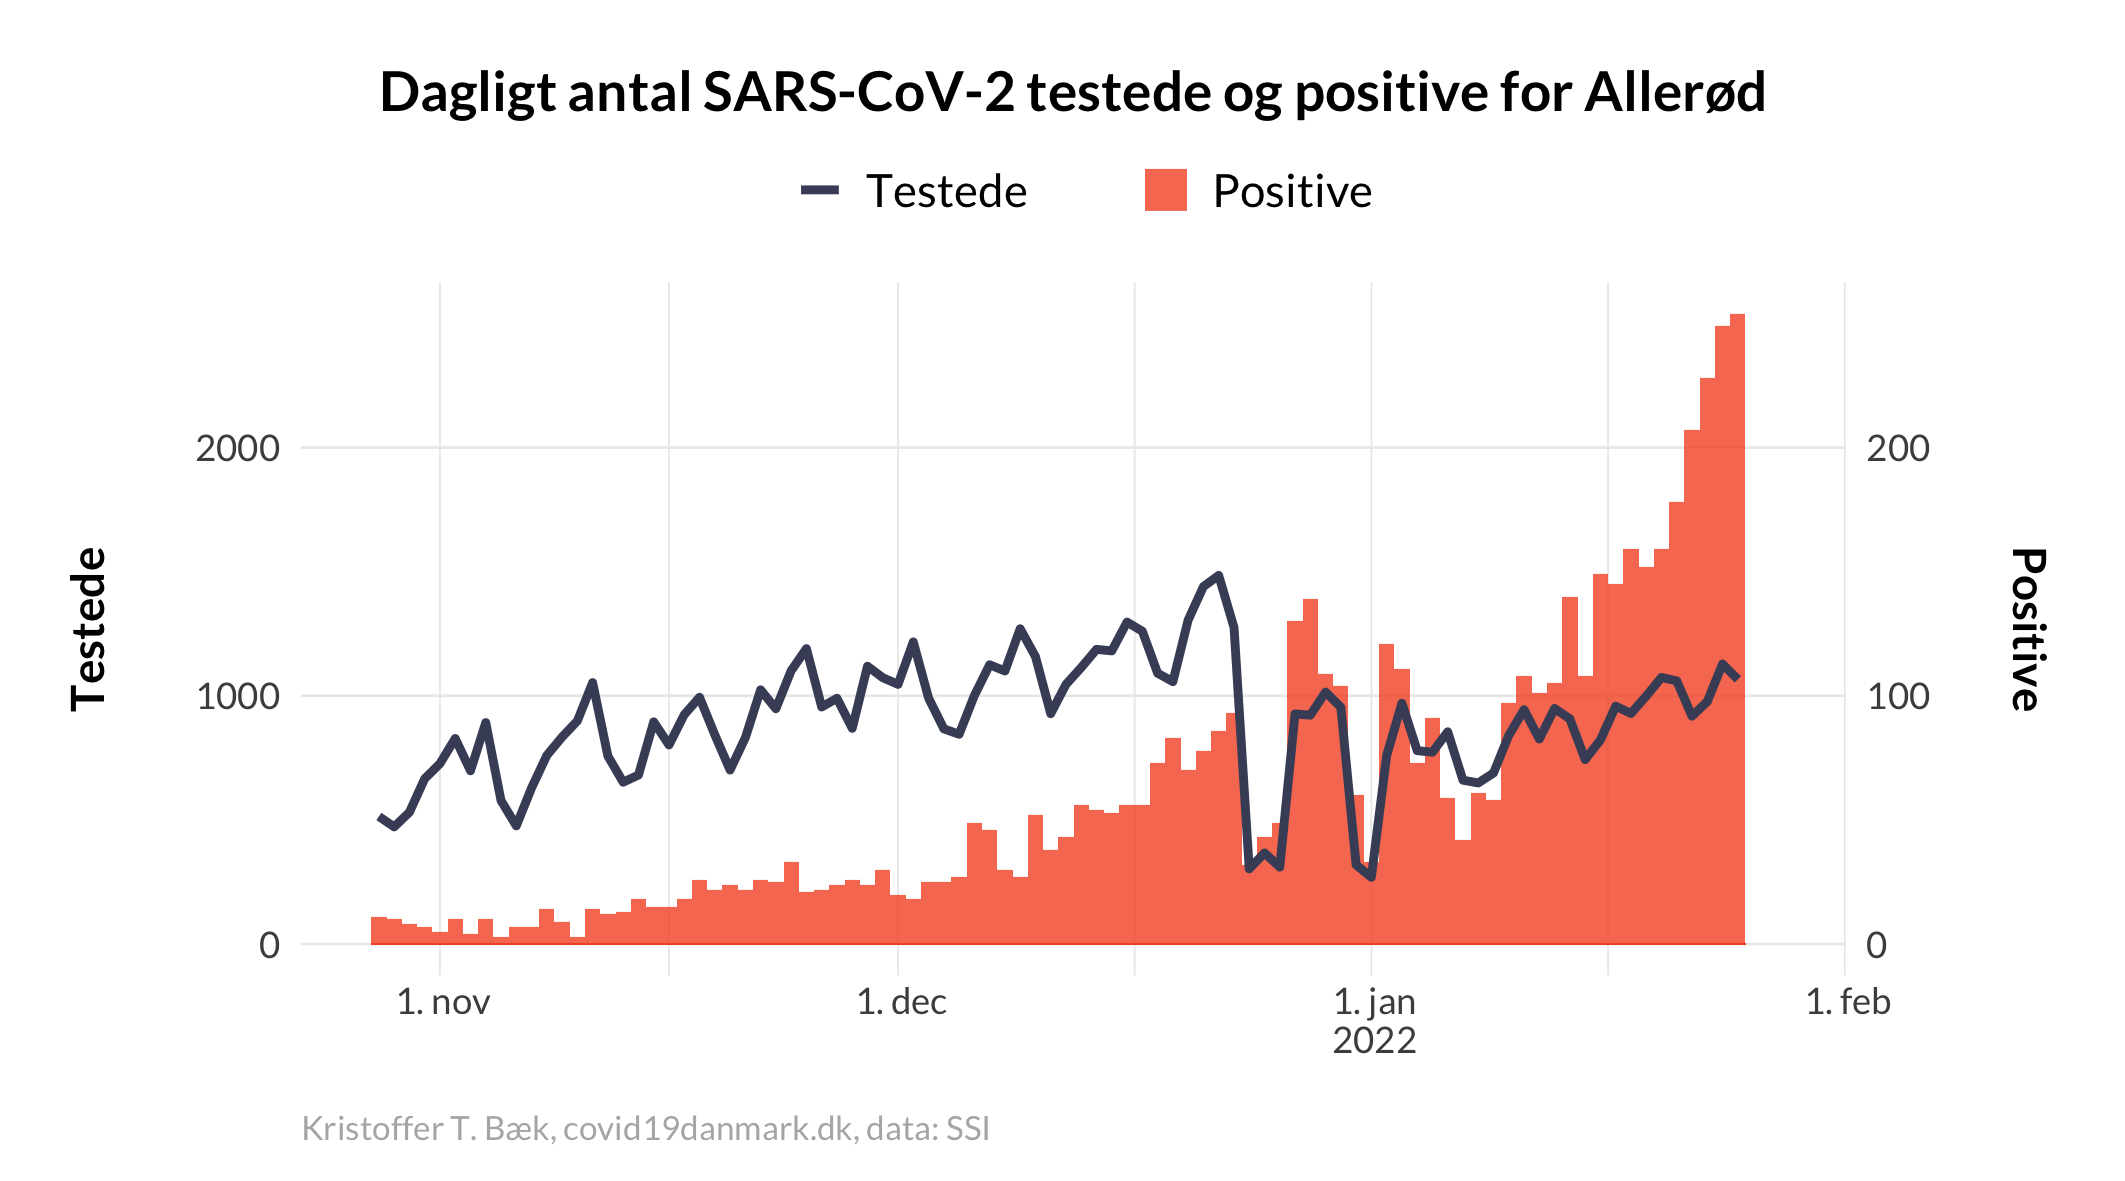 Dagligt antal SARS-CoV-2 testede og positive for Allerød
Testede Positive
2000 200
1000 100
0 0
Testede
Positive
1. nov 1. dec 1. jan 1. feb
2022
Kristoffer T. Bæk, covid19danmark.dk, data: SSI